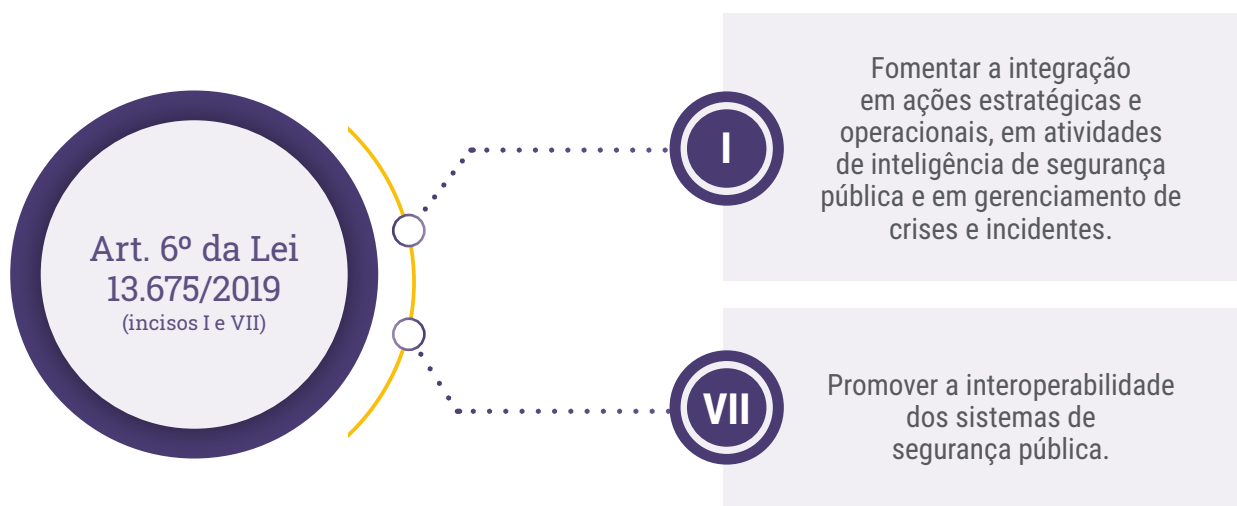 Art. 6º da Lei
13.675/2019
(incisos I e VII)
I
Fomentar a integração
em ações estratégicas e
operacionais, em atividades
de inteligência de segurança
pública e em gerenciamento de
crises e incidentes.
VII
Promover a interoperabilidade
dos sistemas de
segurança pública.